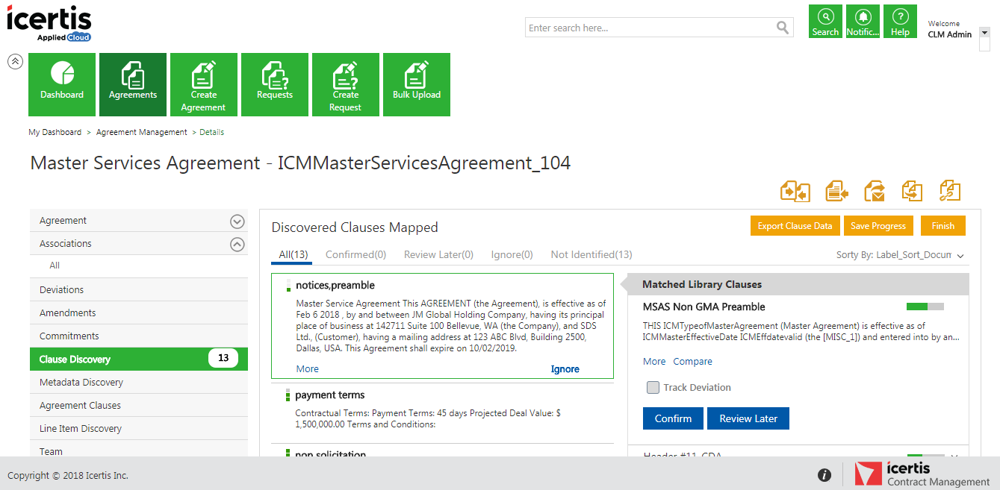 icertis
Applied Cloud
Enter search here...
Search
Notific...
Help
Welcome
CLM Admin
Dashboard
Agreements
Create
Agreement
Requests
Create
Request
Bulk Upload
My Dashboard > Agreement Management > Details
Master Services Agreement - ICMMasterServicesAgreement_104
Agreement
Associations
All
Deviations
Amendments
Commitments
Clause Discovery 13
Metadata Discovery
Agreement Clauses
Line Item Discovery
Team
Discovered Clauses Mapped
Export Clause Data
Save Progress
Finish
All(13) Confirmed(0) Review Later(0) Ignore(0) Not Identified(13)
Sorty By: Label_Sort_Docum
notices,preamble
Master Service Agreement This AGREEMENT (the Agreement), is effective as of
Feb 6 2018 , by and between JM Global Holding Company, having its principal
place of business at 142711 Suite 100 Bellevue, WA (the Company), and SDS
Ltd., (Customer), having a mailing address at 123 ABC Blvd, Building 2500,
Dallas, USA. This Agreement shall expire on 10/02/2019.
More Ignore
payment terms
Contractual Terms: Payment Terms: 45 days Projected Deal Value: $
1,500,000.00 Terms and Conditions:
non solicitation
Matched Library Clauses
MSAS Non GMA Preamble
THIS ICMTypeofMasterAgreement (Master Agreement) is effective as of
ICMMasterEffectiveDate ICMEffdatevalid (the [MISC_1]) and entered into by an...
More Compare
Track Deviation
Confirm
Review Later
Header #11 CDA
Copyright © 2018 Icertis Inc.
icertis
Contract Management